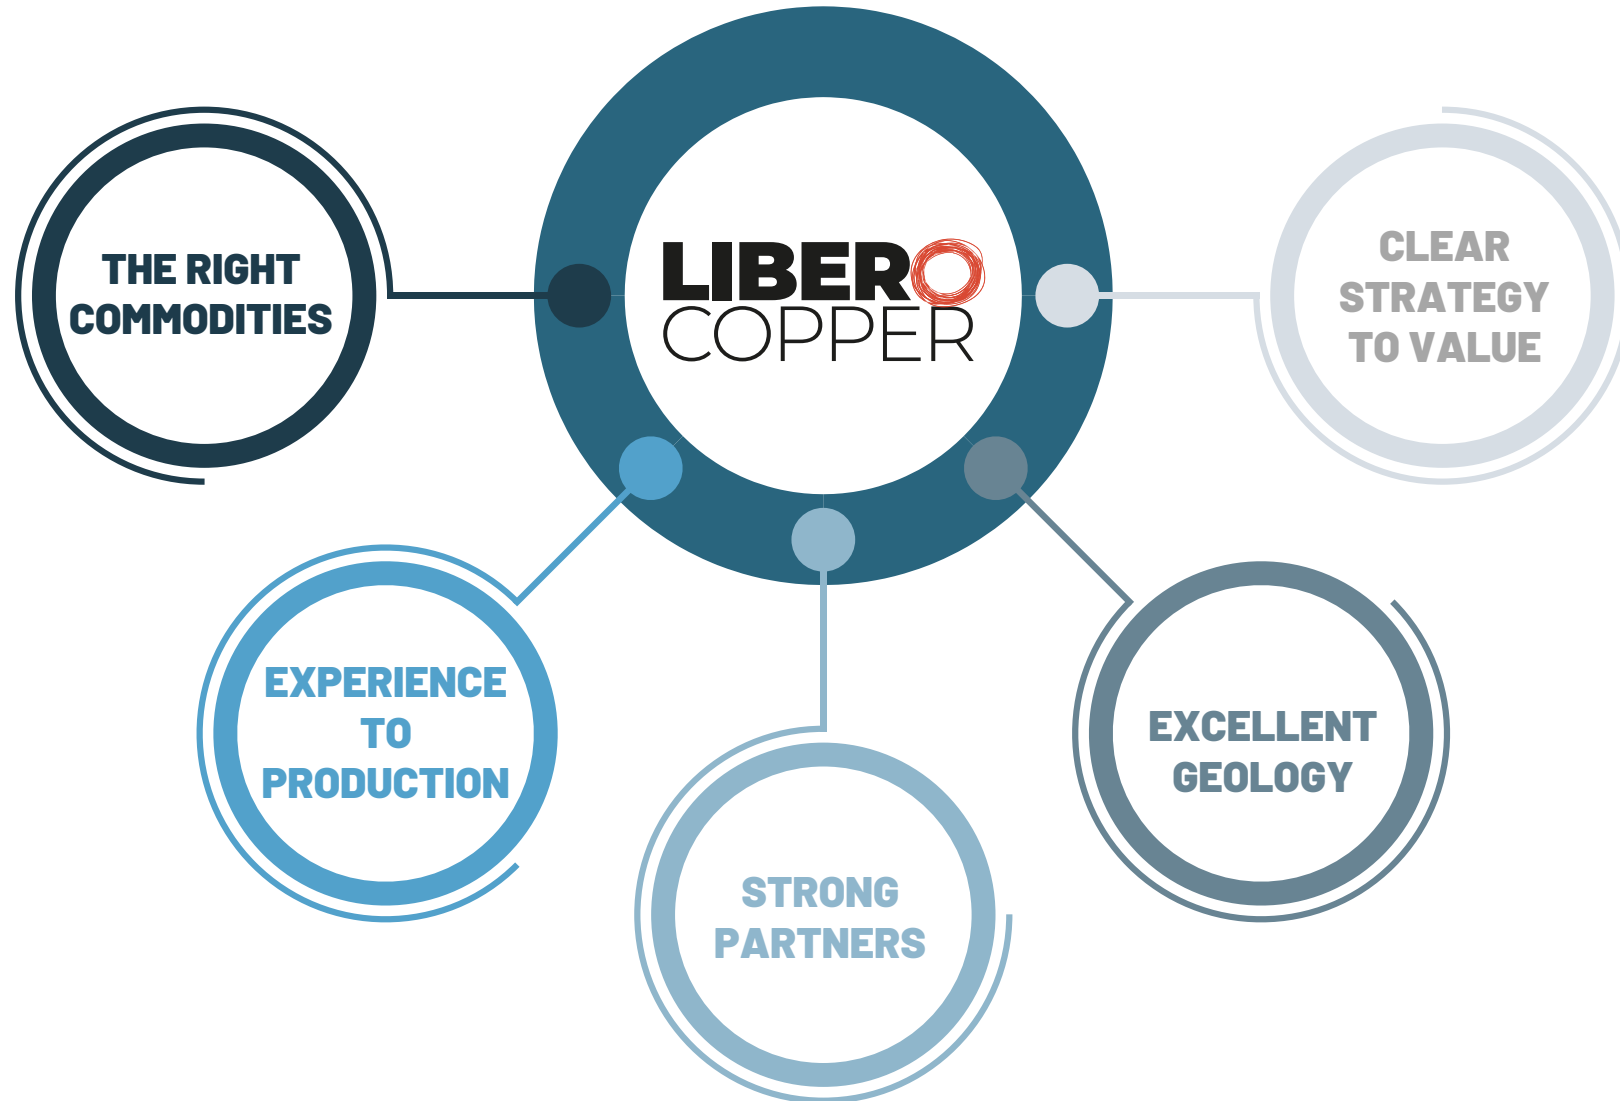 LIBERO
COPPER
THE RIGHT
COMMODITIES
EXPERIENCE
TO
PRODUCTION
STRONG
PARTNERS
EXCELLENT
GEOLOGY
CLEAR
STRATEGY
TO VALUE